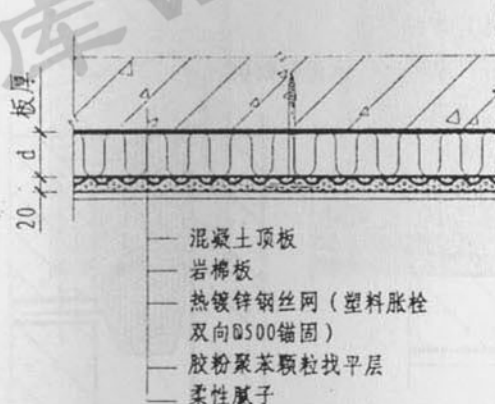 库
板厚
d
20
混凝土顶板
岩棉板
热镀锌钢丝网（塑料胀栓
双向@500锚固）
胶粉聚苯颗粒找平层
柔性腻子